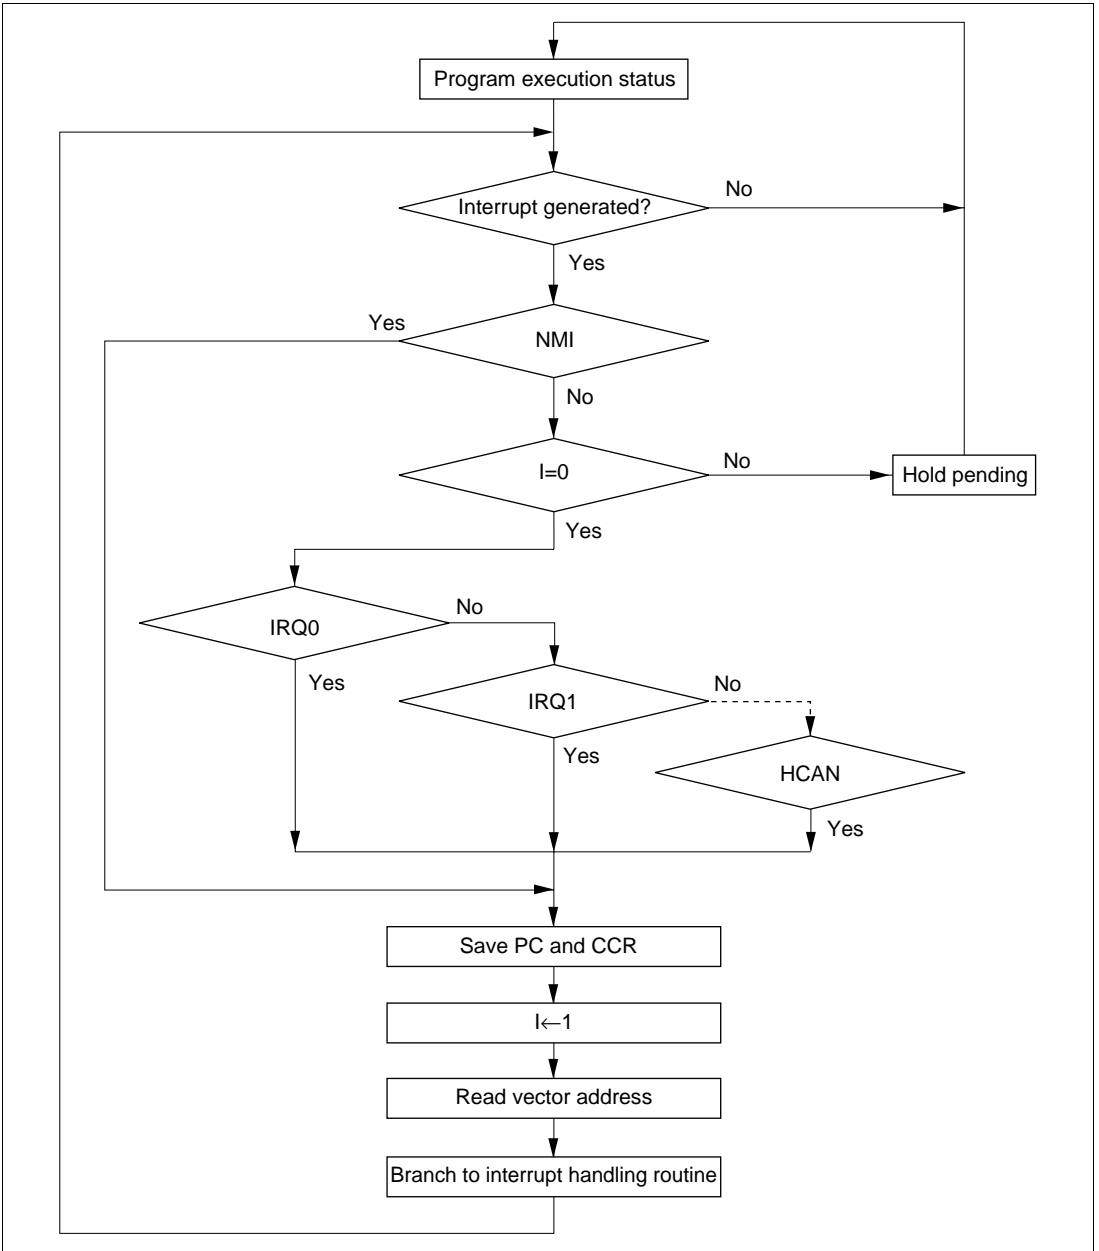 Program execution status
Interrupt generated?
No
Yes
Yes
NMI
No
I=0
No
Hold pending
Yes
IRQ0
No
Yes
IRQ1
No
Yes
HCAN
Yes
Save PC and CCR
I←1
Read vector address
Branch to interrupt handling routine